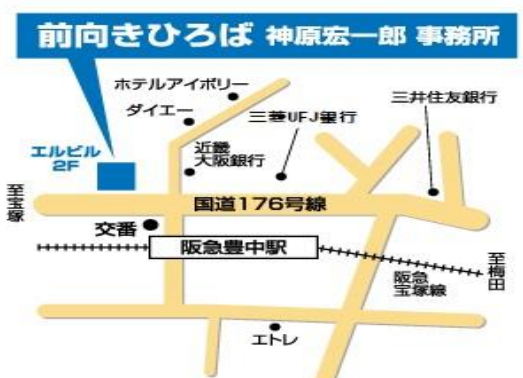 前向きひろば 神原宏一郎 事務所
ホテルアイボリー
ダイエー
三菱UFJ銀行
三井住友銀行
エルビル
2F
近畿
大阪銀行
至宝塚
国道176号線
交番
阪急豊中駅
至梅田
阪急
宝塚線
エトレ